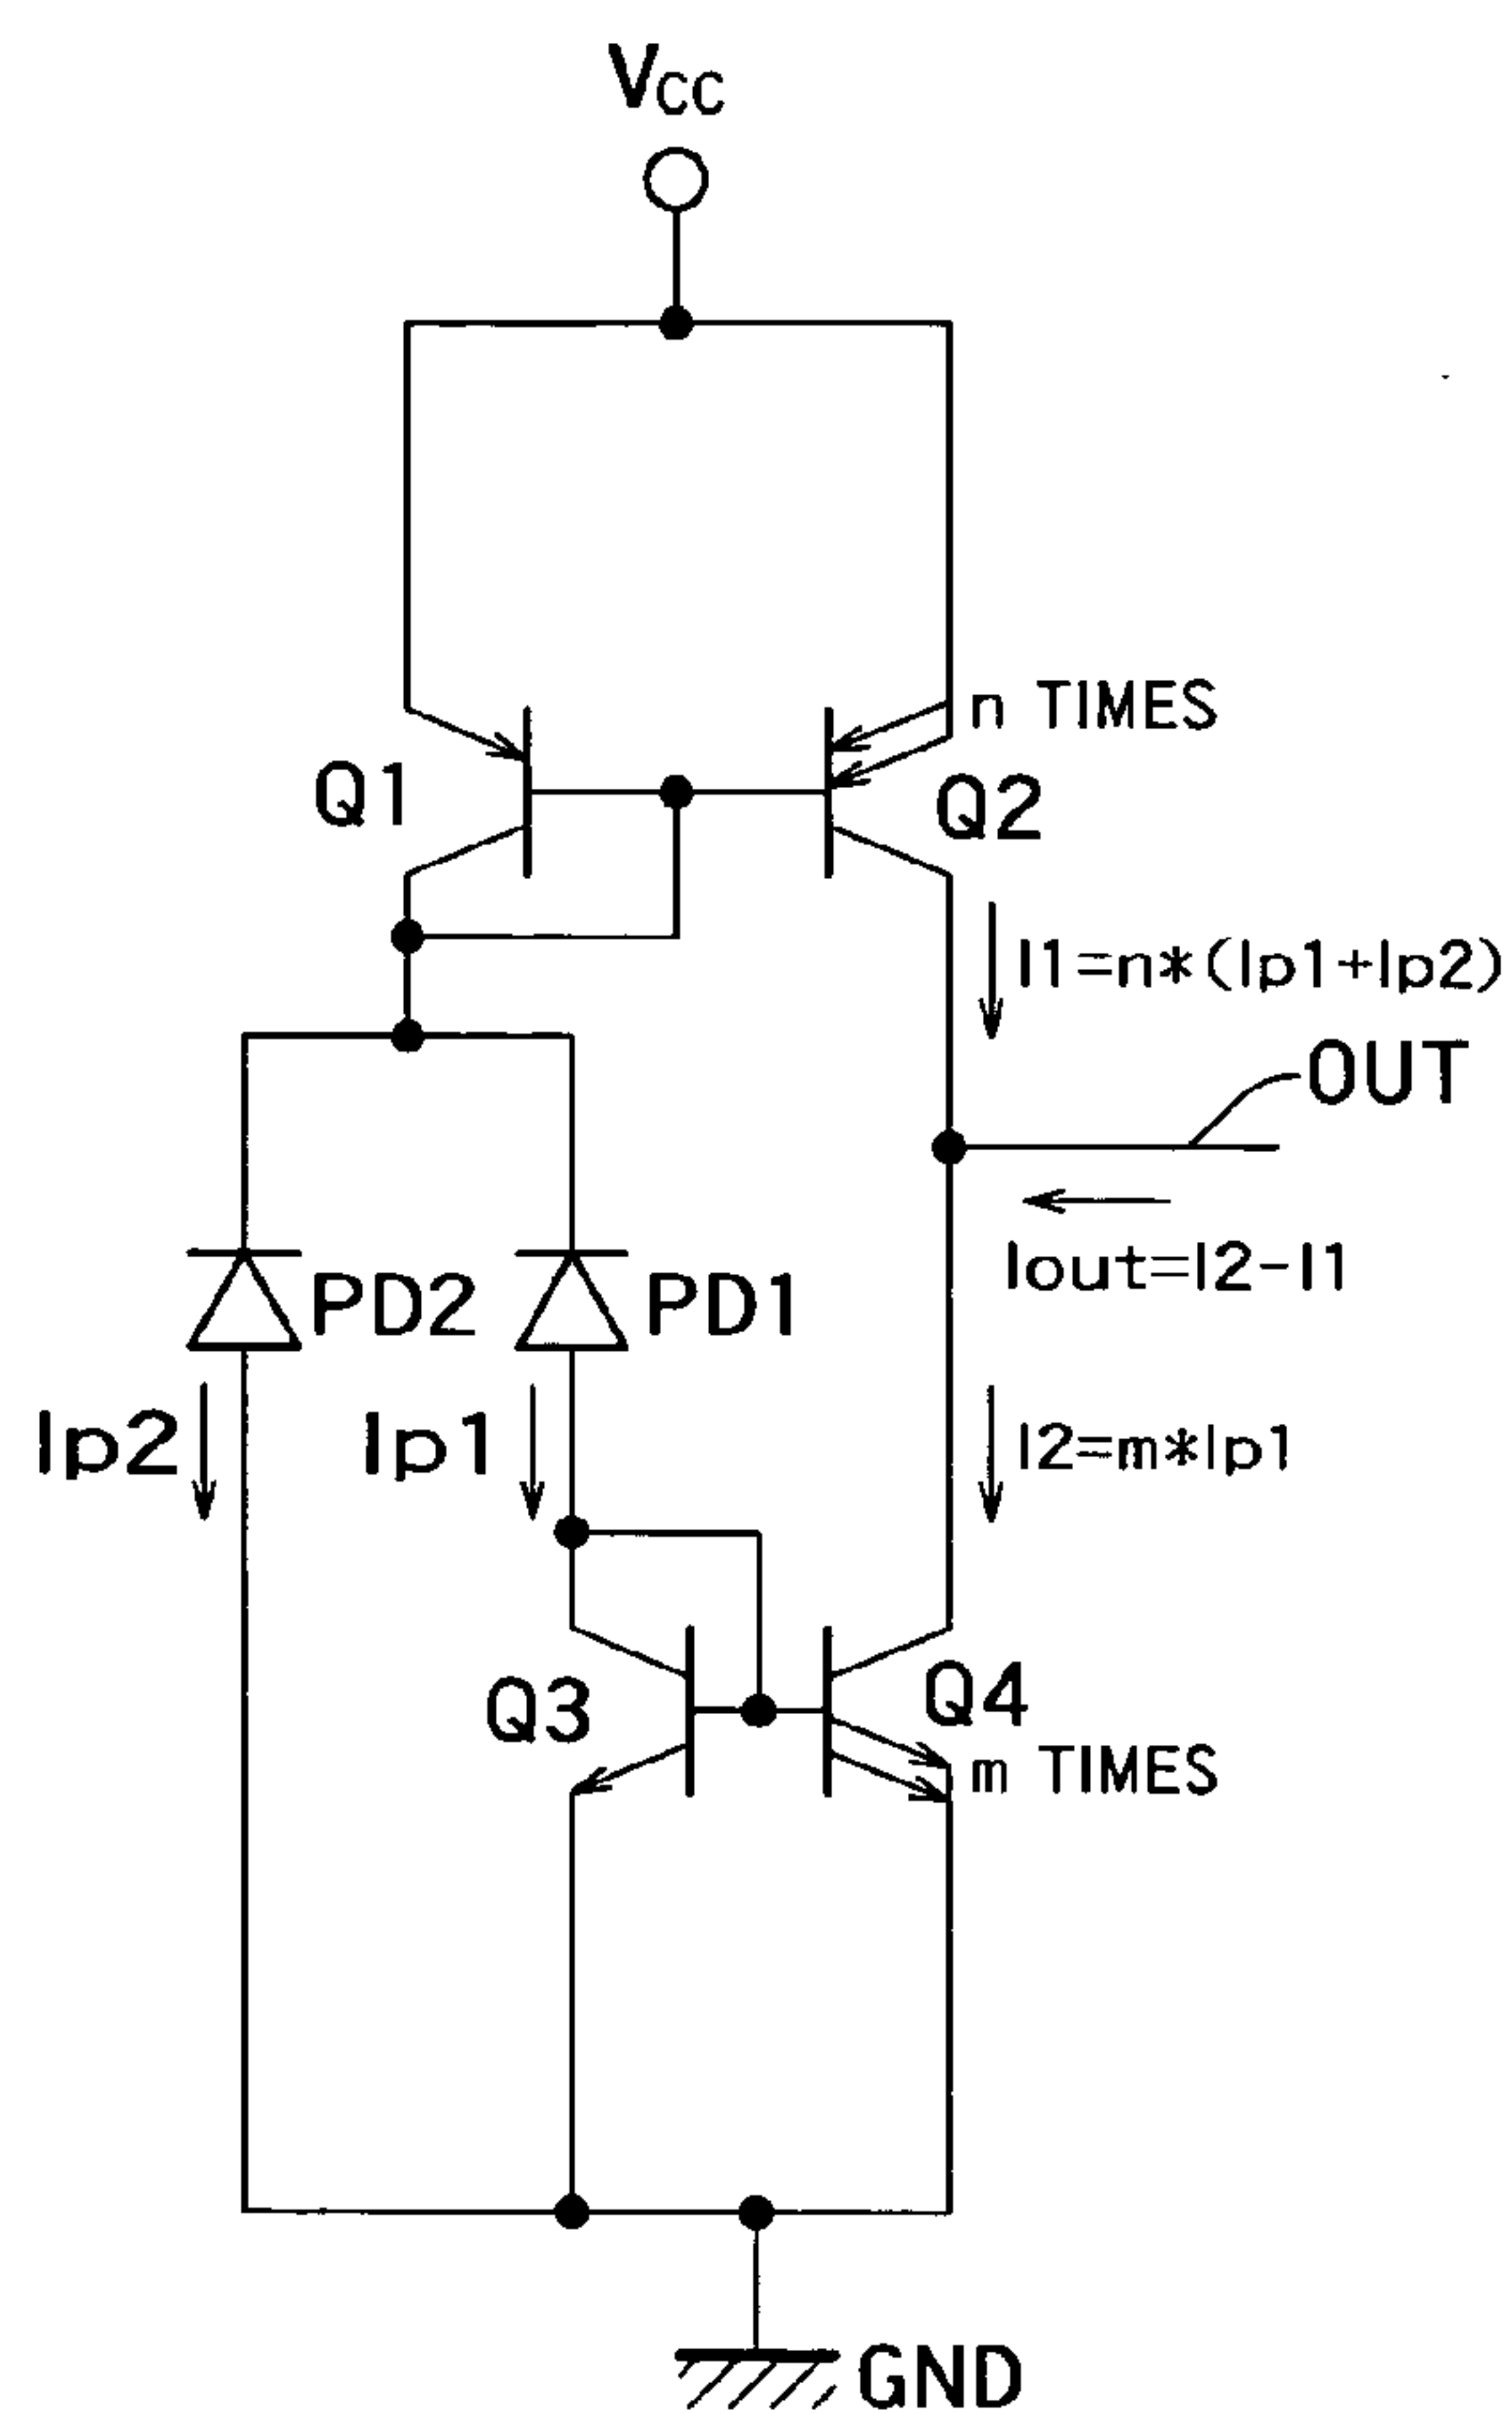 VCC
n TIMES
Q1
Q2
I1=n*(Ip1+Ip2)
OUT
Iout=I2-I1
PD2
PD1
Ip2
Ip1
I2=m*Ip1
Q3
Q4
m TIMES
GND